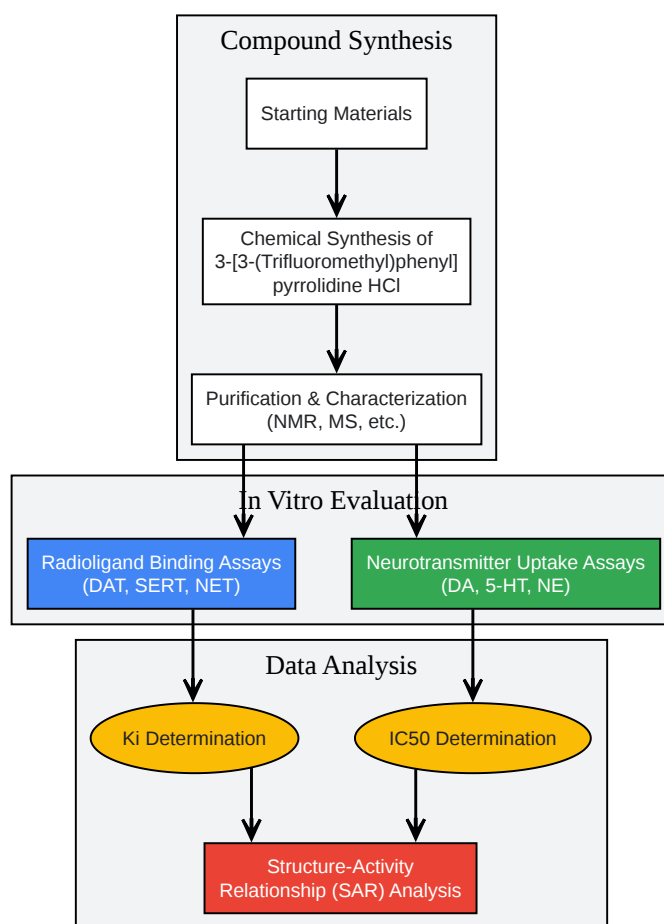 Compound Synthesis
Starting Materials
Chemical Synthesis of
3-[3-(Trifluoromethyl)phenyl]
pyrrolidine HCl
Purification & Characterization
(NMR, MS, etc.)
In Vitro Evaluation
Radioligand Binding Assays
(DAT, SERT, NET)
Neurotransmitter Uptake Assays
(DA, 5-HT, NE)
Data Analysis
Ki Determination
IC50 Determination
Structure-Activity
Relationship (SAR) Analysis